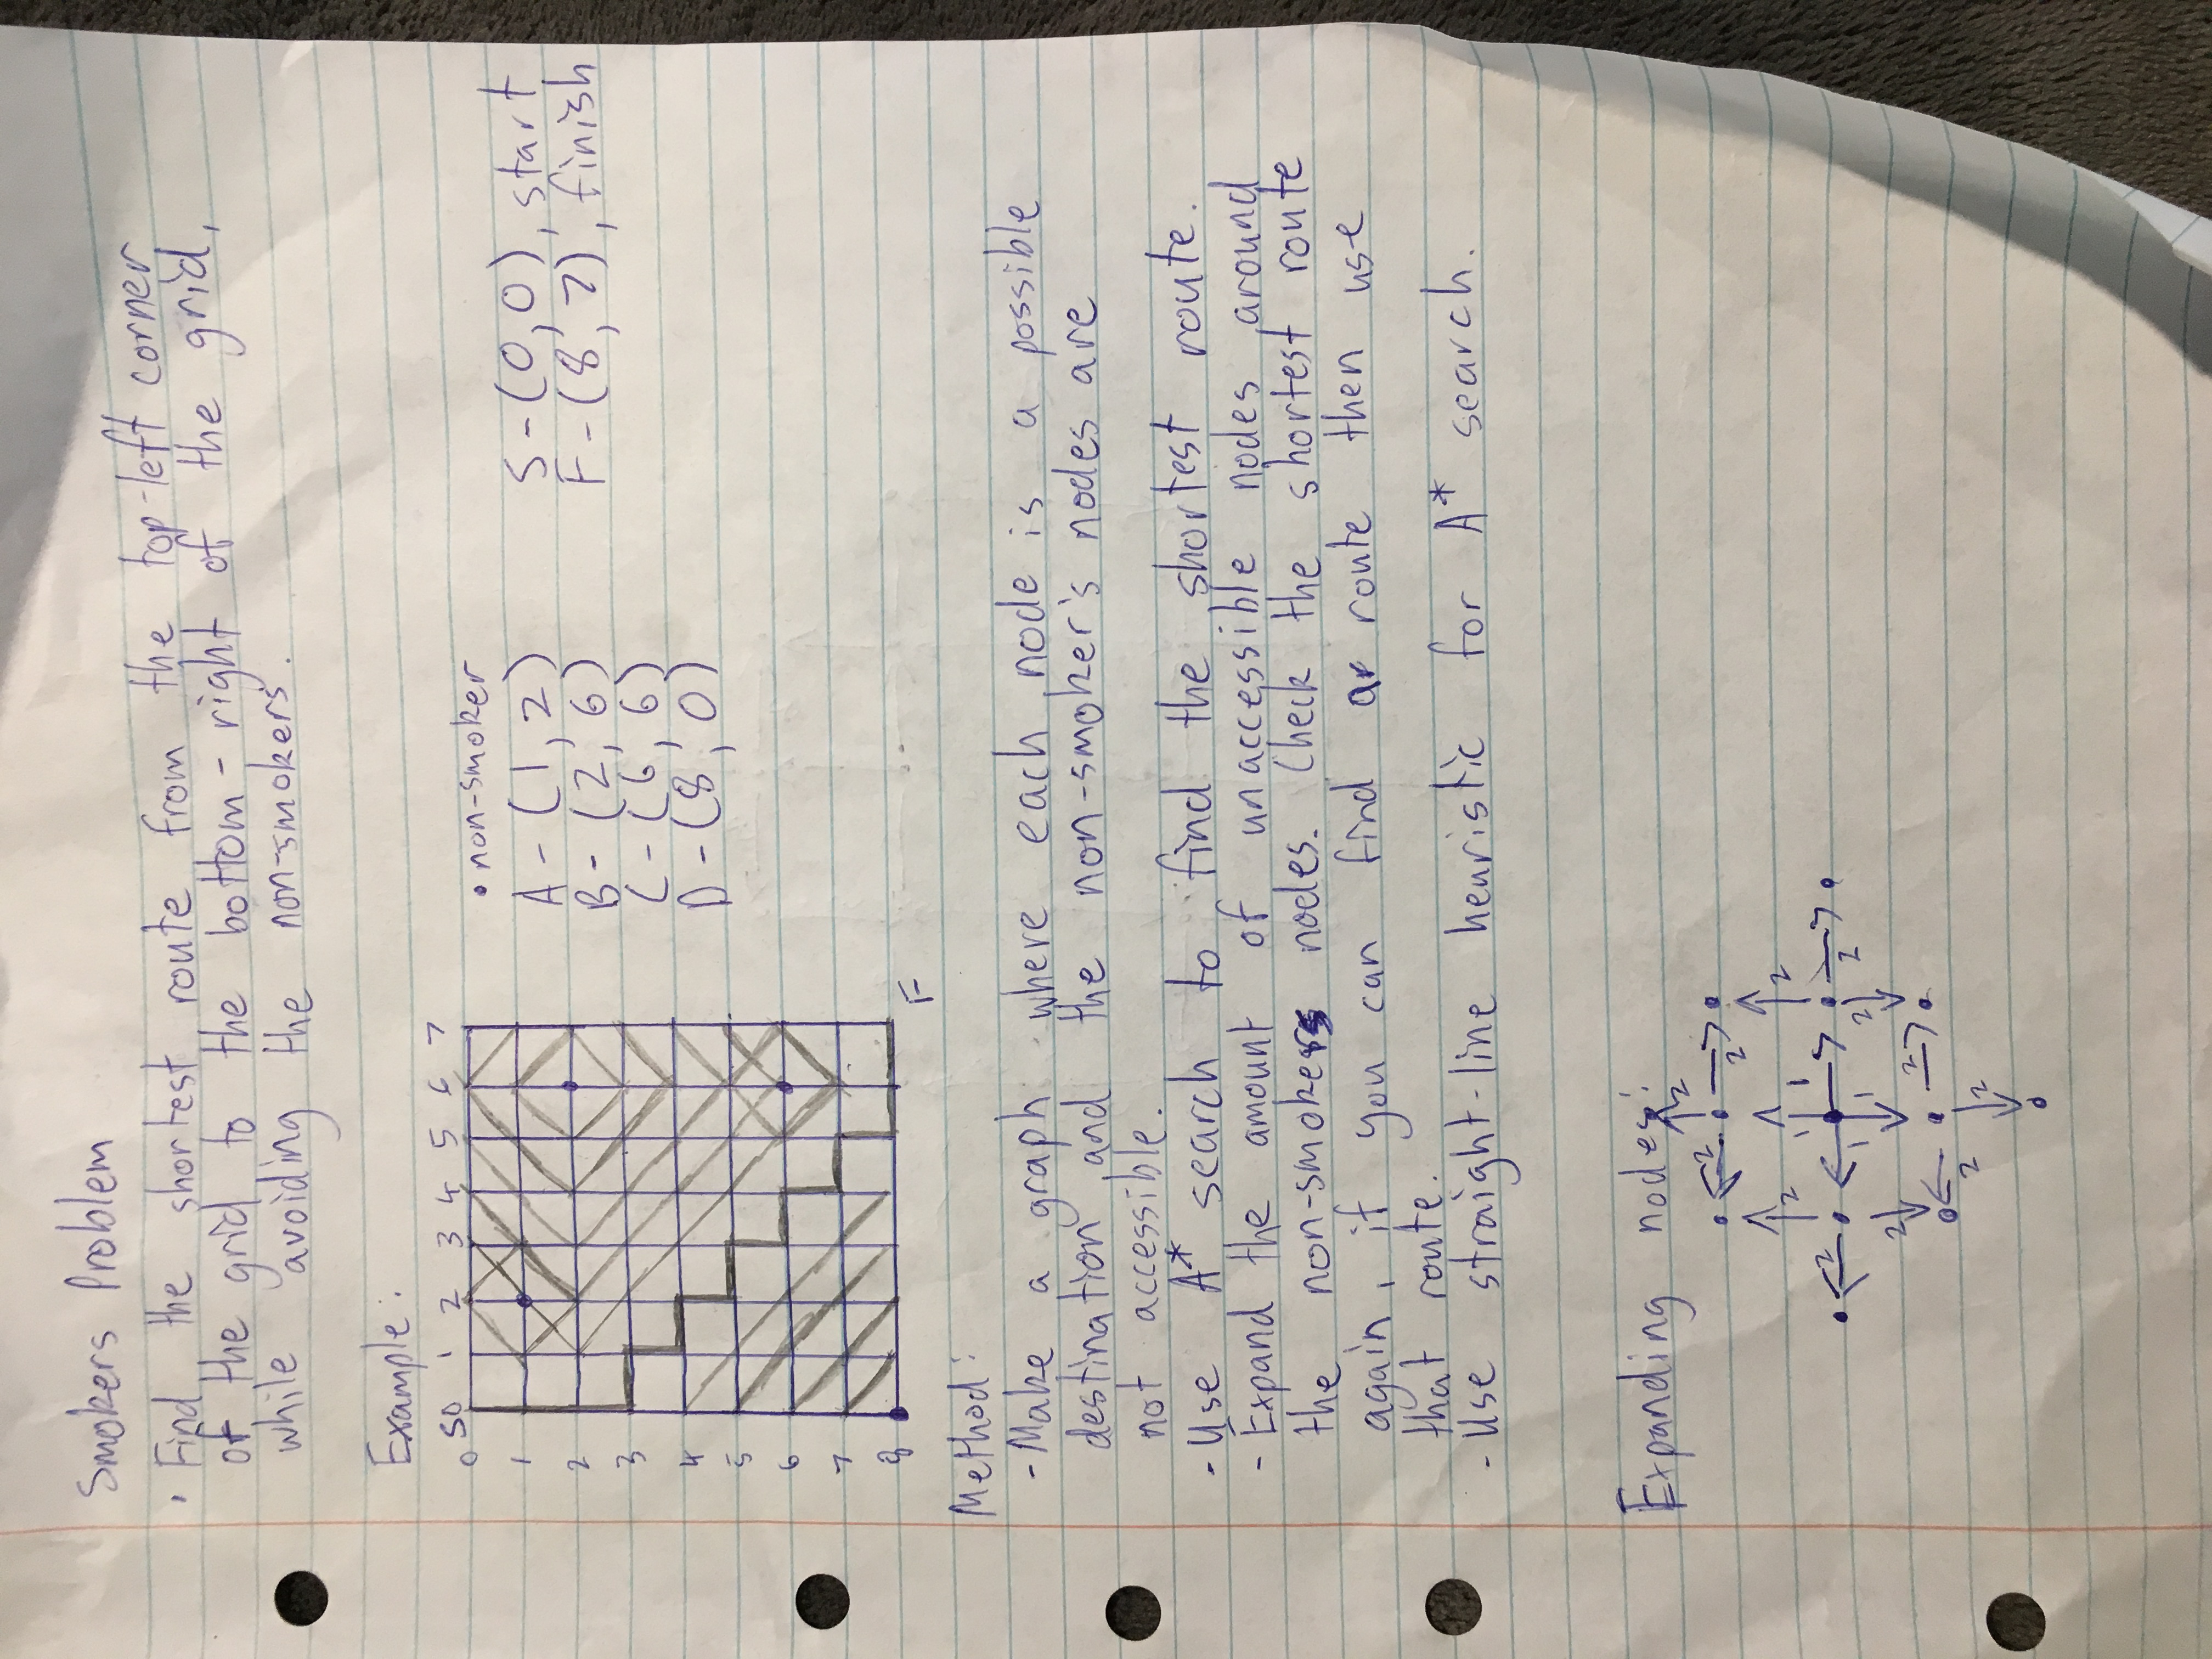 Smokers Problem
• Find the shortest route from the top-left corner
of the grid to the bottom-right of the grid,
while avoiding the non-smokers.
Example:
S0 1 2 3 4 5 6 7
0
1
2
3
4
5
6
7
8
F
• non-smoker
A - (1, 2)
B - (2, 6)
C - (6, 6)
D - (8, 0)
S - (0, 0), start
F - (8, 7), finish
Method:
- Make a graph where each node is a possible
destination and the non-smoker's nodes are
not accessible.
- Use A* search to find the shortest route.
- Expand the amount of unaccessible nodes around
the non-smokers nodes. Check the shortest route
again, if you can find a route then use
that route.
- Use straight-line heuristic for A* search.
Expanding nodes:
2
2 2
2 2
1 1
2 2
1 1
2 2
2
2
2